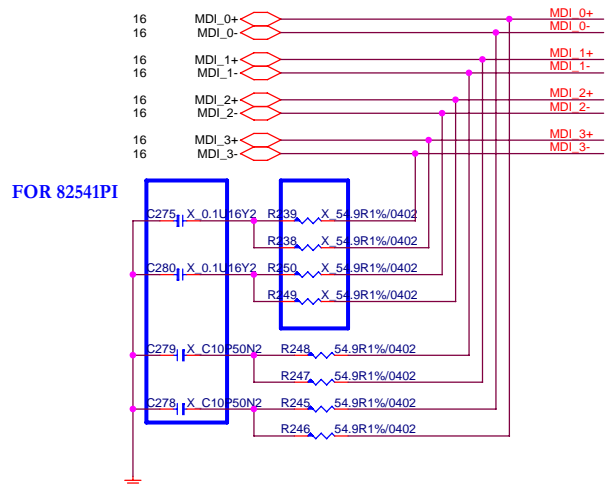 16 MDI_0+ MDI_0+
16 MDI_0- MDI_0-
16 MDI_1+ MDI_1+
16 MDI_1- MDI_1-
16 MDI_2+ MDI_2+
16 MDI_2- MDI_2-
16 MDI_3+ MDI_3+
16 MDI_3- MDI_3-
FOR 82541PI
C275 X_0.1U16Y2 R239 X_54.9R1%/0402
R238 X_54.9R1%/0402
C280 X_0.1U16Y2 R250 X_54.9R1%/0402
R249 X_54.9R1%/0402
C279 X_C10P50N2 R248 54.9R1%/0402
R247 54.9R1%/0402
C278 X_C10P50N2 R245 54.9R1%/0402
R246 54.9R1%/0402